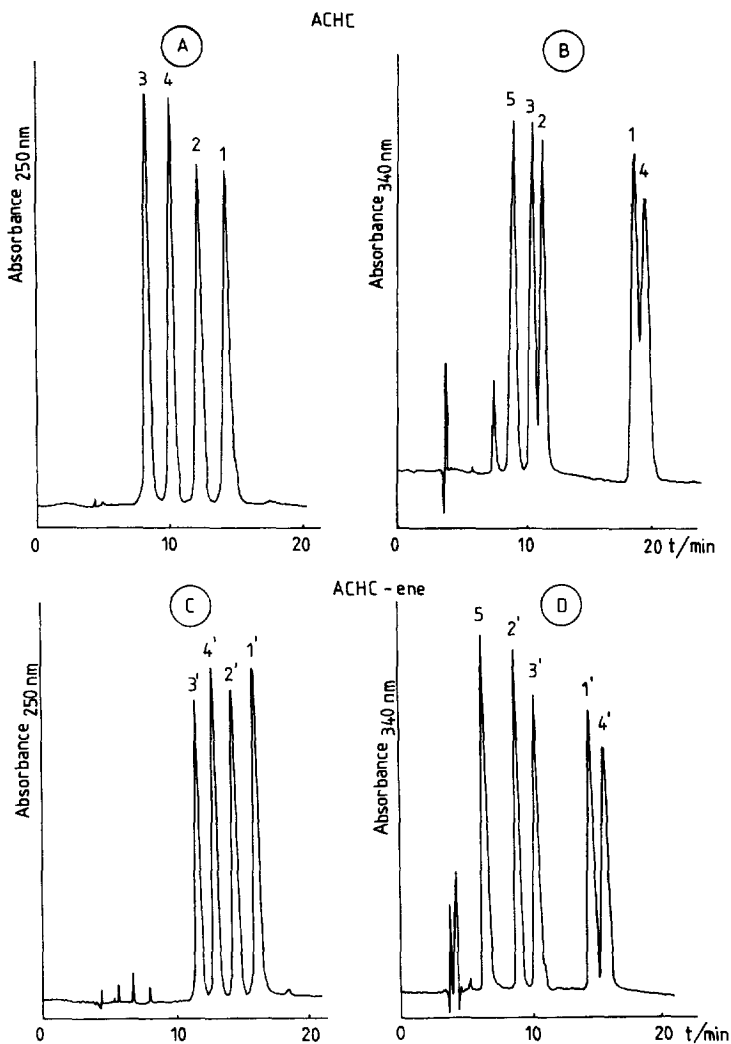 ACHC
A
B
3 4
2 1
5 3
2
1
4
Absorbance 250 nm
Absorbance 340 nm
0 10 20
0 10 20 t/min
ACHC - ene
C
D
3' 4' 2' 1'
5 2'
3'
1'
4'
Absorbance 250 nm
Absorbance 340 nm
0 10 20
0 10 20 t/min